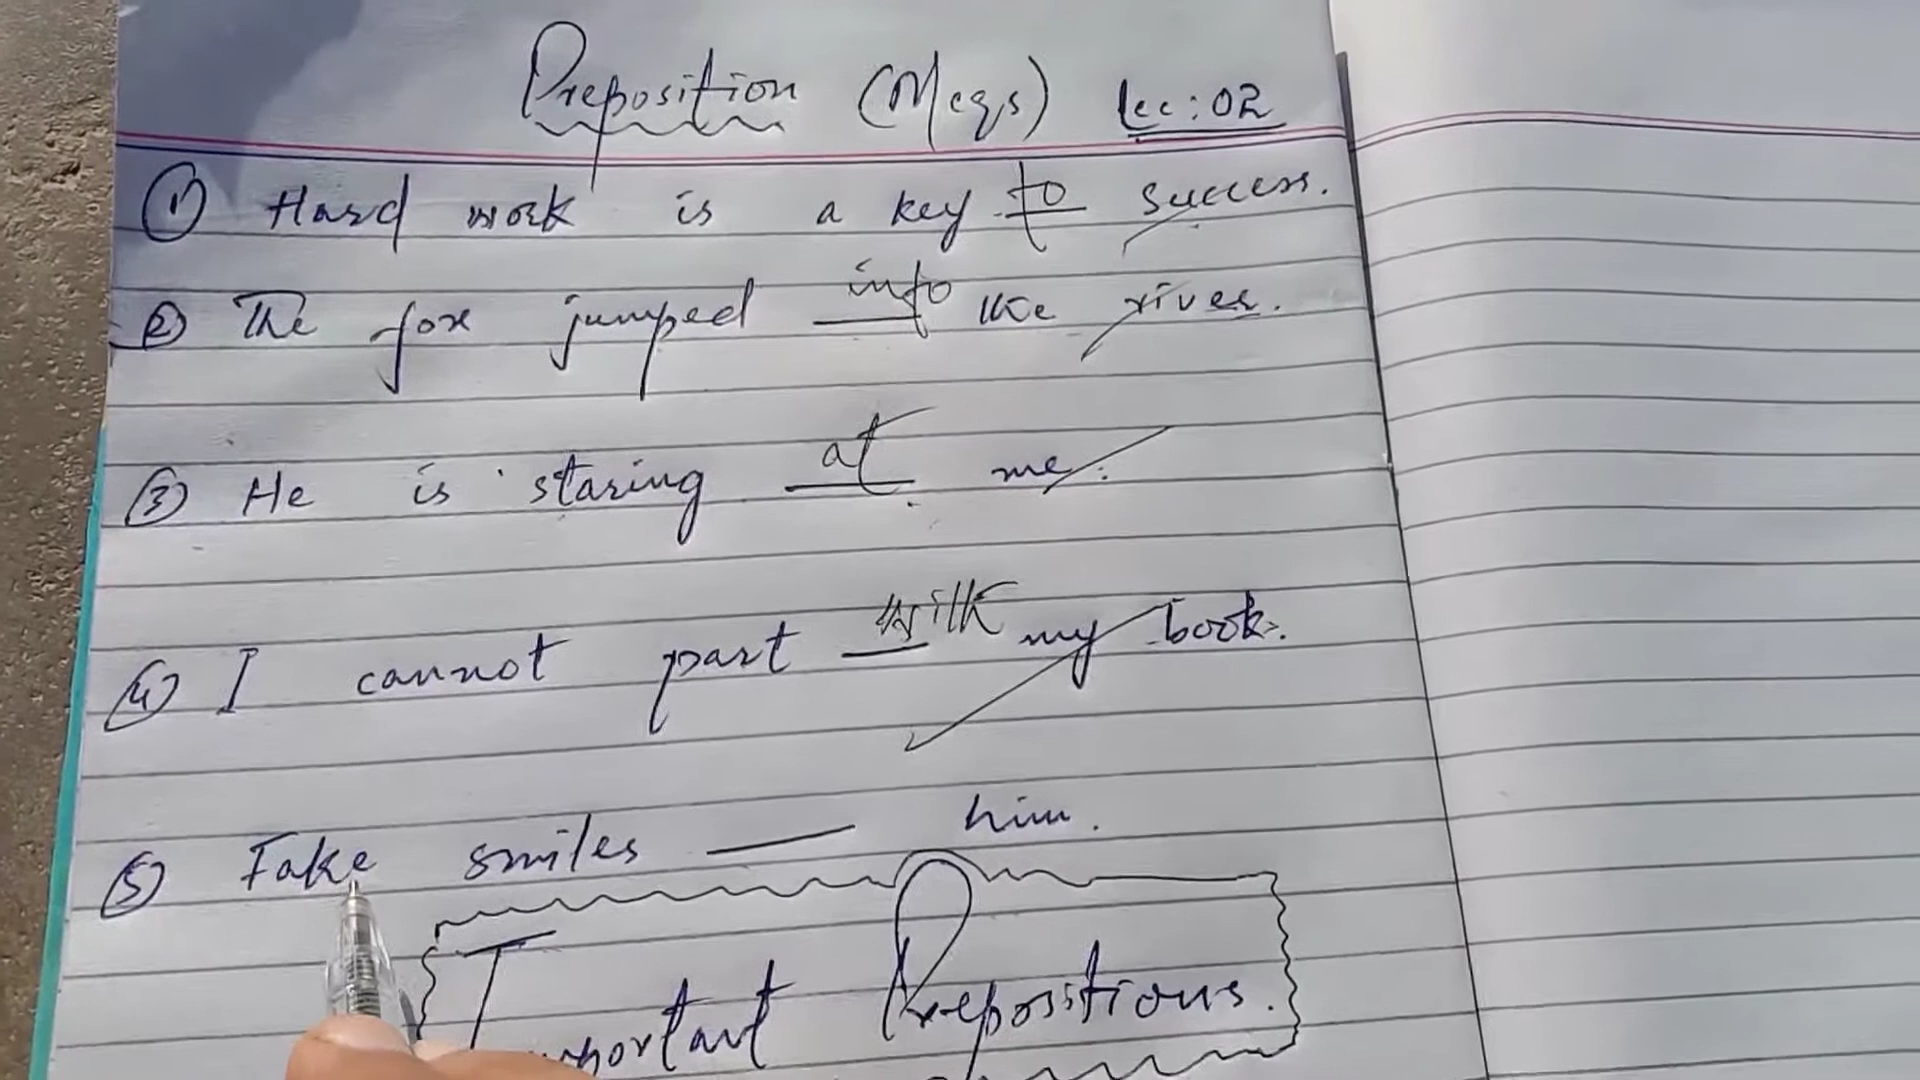 Preposition (Mcqs) Lec:02
① Hard work is a key to success.
② The fox jumped into the river.
③ He is staring at me.
④ I cannot part with my book.
⑤ Fake smiles ___ him.
Important Prepositions.